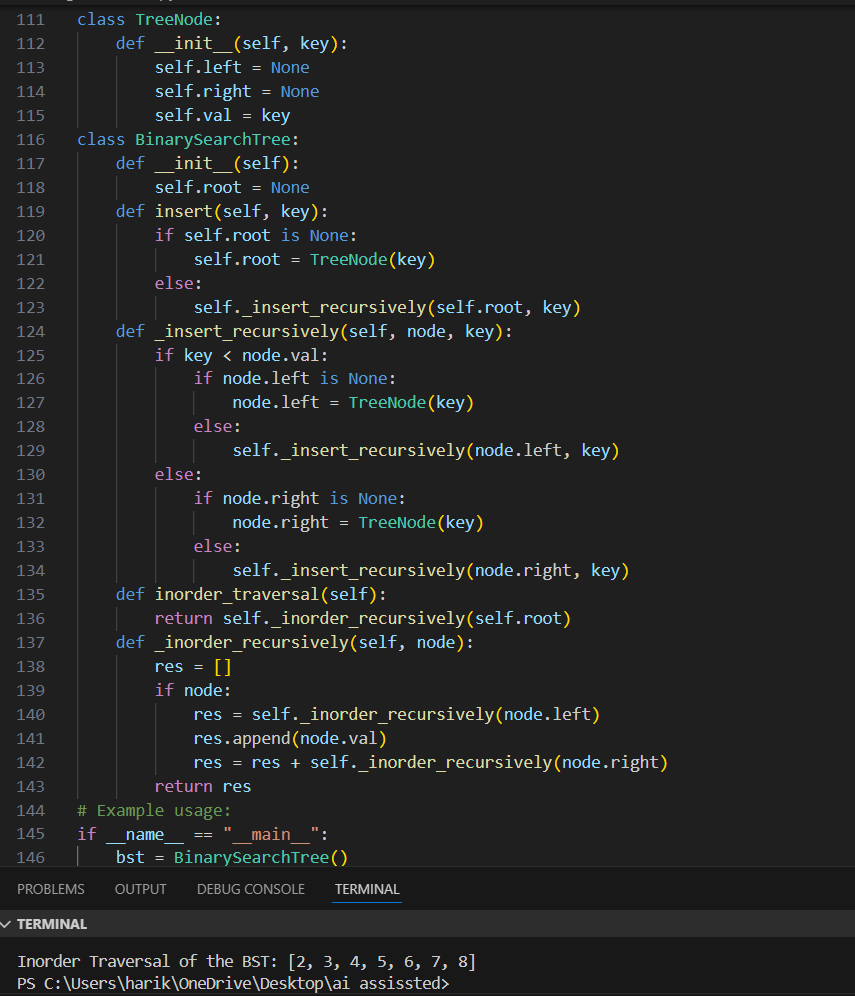 111 class TreeNode:
112     def __init__(self, key):
113         self.left = None
114         self.right = None
115         self.val = key
116 class BinarySearchTree:
117     def __init__(self):
118         self.root = None
119     def insert(self, key):
120         if self.root is None:
121             self.root = TreeNode(key)
122         else:
123             self._insert_recursively(self.root, key)
124     def _insert_recursively(self, node, key):
125         if key < node.val:
126             if node.left is None:
127                 node.left = TreeNode(key)
128             else:
129                 self._insert_recursively(node.left, key)
130         else:
131             if node.right is None:
132                 node.right = TreeNode(key)
133             else:
134                 self._insert_recursively(node.right, key)
135     def inorder_traversal(self):
136         return self._inorder_recursively(self.root)
137     def _inorder_recursively(self, node):
138         res = []
139         if node:
140             res = self._inorder_recursively(node.left)
141             res.append(node.val)
142             res = res + self._inorder_recursively(node.right)
143         return res
144 # Example usage:
145 if __name__ == "__main__":
146     bst = BinarySearchTree()
PROBLEMS OUTPUT DEBUG CONSOLE TERMINAL
TERMINAL
Inorder Traversal of the BST: [2, 3, 4, 5, 6, 7, 8]
PS C:\Users\harik\OneDrive\Desktop\ai assissted>